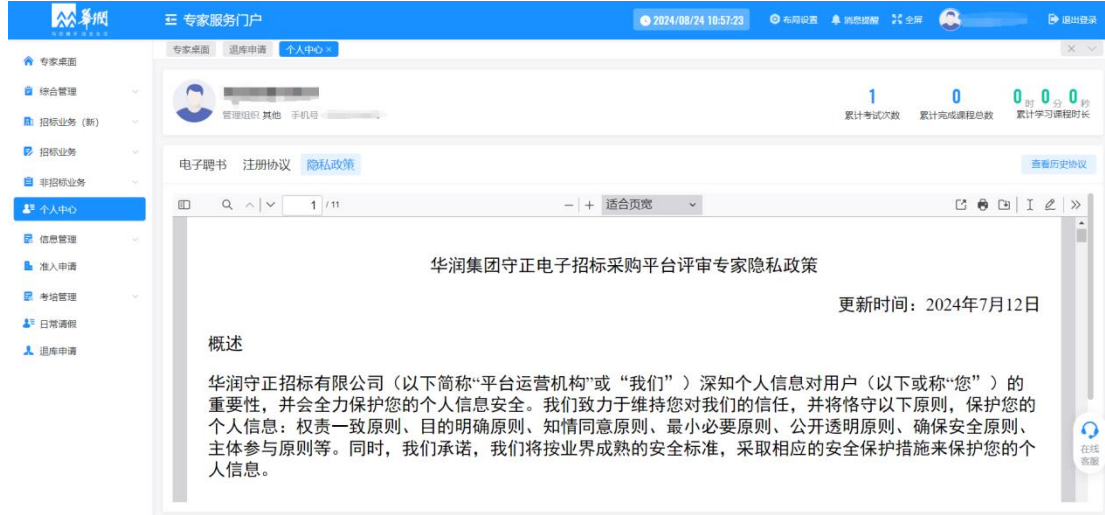 華潤
专家服务门户
2024/08/24 10:57:23
布局设置
消息提醒
全屏
退出登录
专家桌面
综合管理
招标业务（新）
招标业务
非招标业务
个人中心
信息管理
准入申请
考培管理
日常请假
退库申请
专家桌面 退库申请 个人中心 ×
管理组织 其他 手机号
1
累计考试次数
0
累计完成课程总数
0时 0分 0秒
累计学习课程时长
电子聘书 注册协议 隐私政策
查看历史协议
1 / 11
适合页宽
华润集团守正电子招标采购平台评审专家隐私政策
更新时间：2024年7月12日
概述
华润守正招标有限公司（以下简称“平台运营机构”或“我们”）深知个人信息对用户（以下或称“您”）的
重要性，并会全力保护您的个人信息安全。我们致力于维持您对我们的信任，并将恪守以下原则，保护您的
个人信息：权责一致原则、目的明确原则、知情同意原则、最小必要原则、公开透明原则、确保安全原则、
主体参与原则等。同时，我们承诺，我们将按业界成熟的安全标准，采取相应的安全保护措施来保护您的个
人信息。
在线
客服